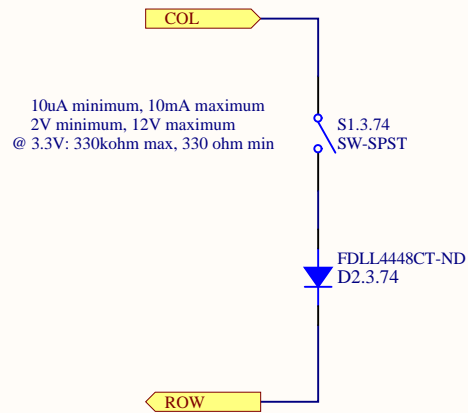 COL
10uA minimum, 10mA maximum
2V minimum, 12V maximum
@ 3.3V: 330kohm max, 330 ohm min
S1.3.74
SW-SPST
FDLL4448CT-ND
D2.3.74
ROW